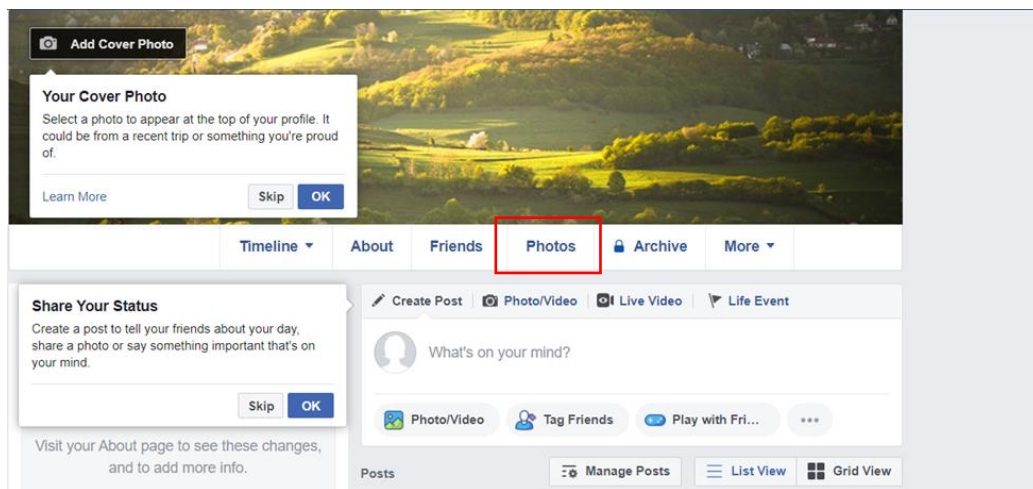 Add Cover Photo
Your Cover Photo
Select a photo to appear at the
top of your profile. It
could be from a recent trip or something you're proud
of.
Learn More
Skip
OK
Timeline
About
Friends
Photos
Archive
More
Share Your Status
Create a post to tell your friends about your day,
share a photo or say something important that's on
your mind.
Skip
OK
Visit your About page to see these changes,
and to add more info.
Create Post
Photo/Video
Live Video
Life Event
What's on your mind?
Photo/Video
Tag Friends
Play with Fri...
Posts
Manage Posts
List View
Grid View